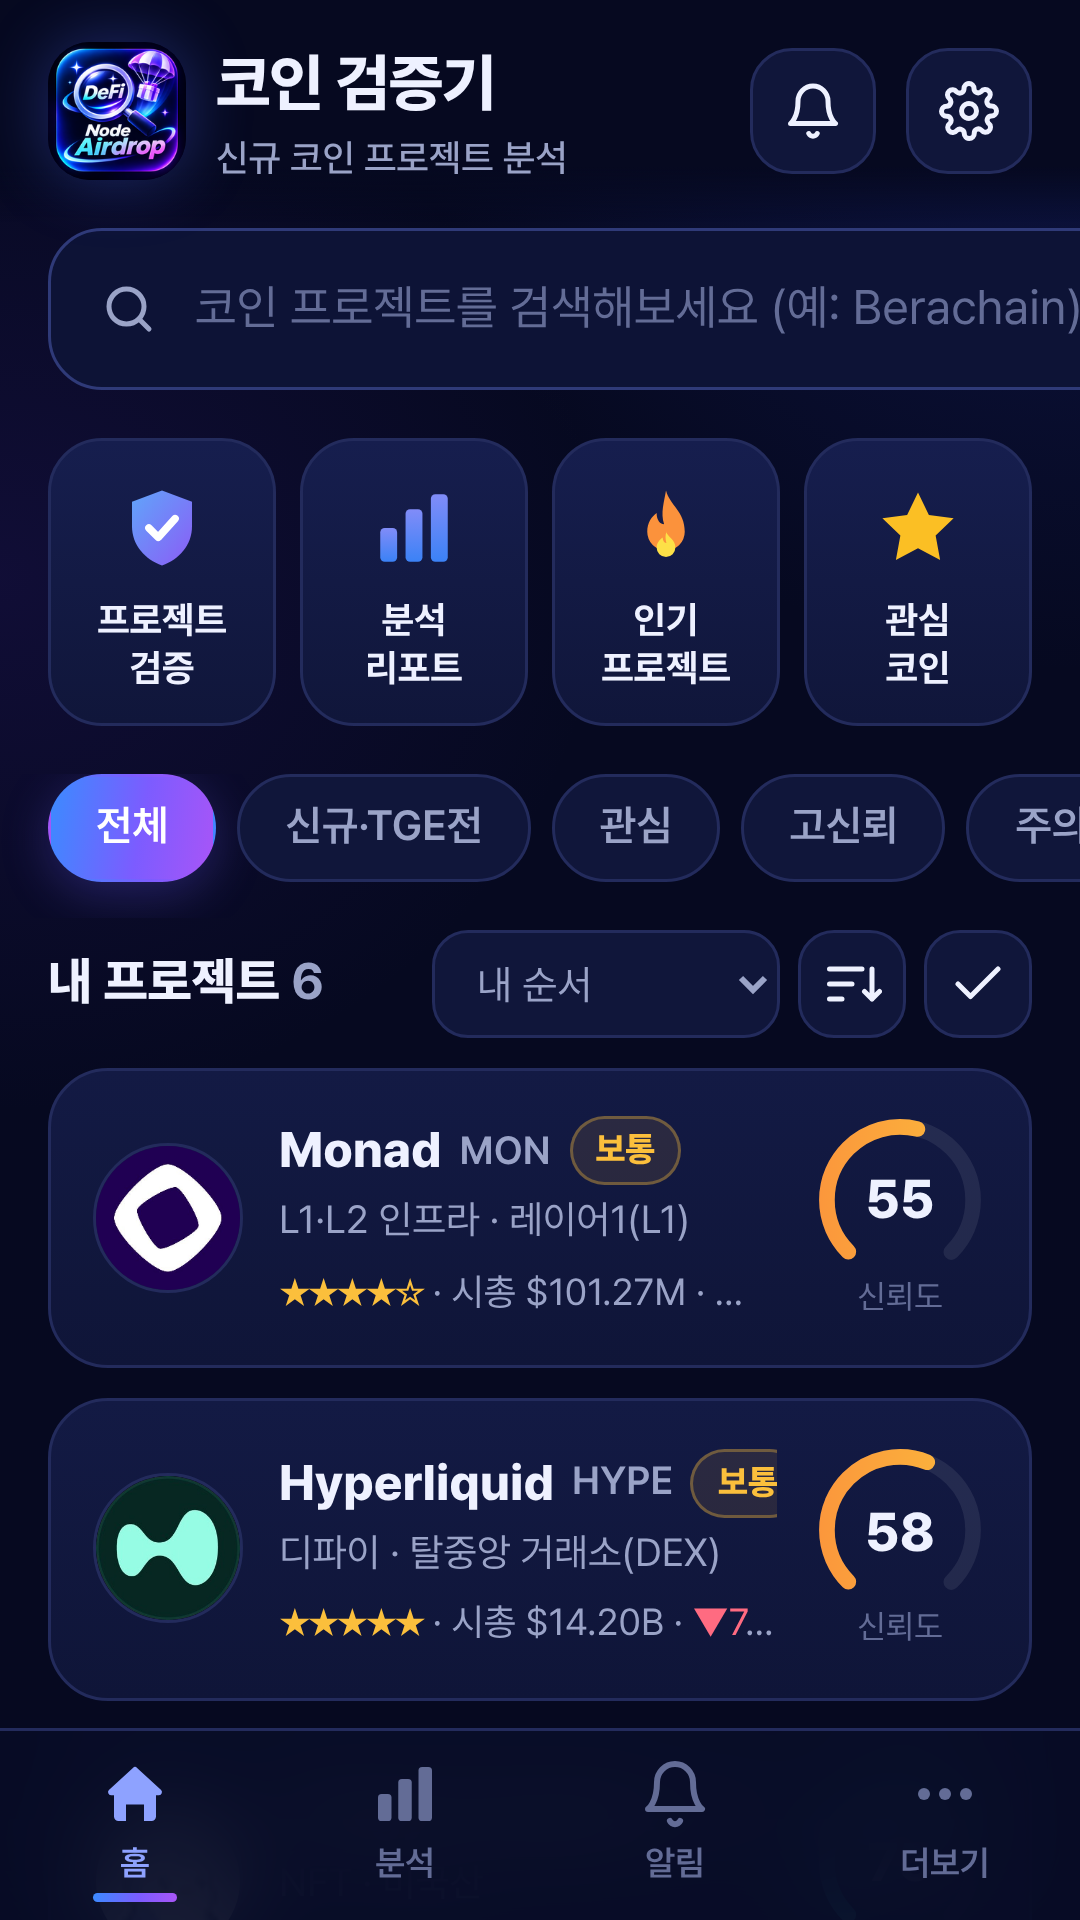 DeFi
Node
Airdrop
코인 검증기
신규 코인 프로젝트 분석
코인 프로젝트를 검색해보세요 (예: Berachain)
프로젝트
검증
분석
리포트
인기
프로젝트
관심
코인
전체
신규·TGE전
관심
고신뢰
주의
내 프로젝트 6
내 순서
Monad MON 보통
L1·L2 인프라 · 레이어1(L1)
★★★★☆ · 시총 $101.27M · ...
55
신뢰도
Hyperliquid HYPE 보통
디파이 · 탈중앙 거래소(DEX)
★★★★★ · 시총 $14.20B · ▼7...
58
신뢰도
홈
분석
알림
더보기